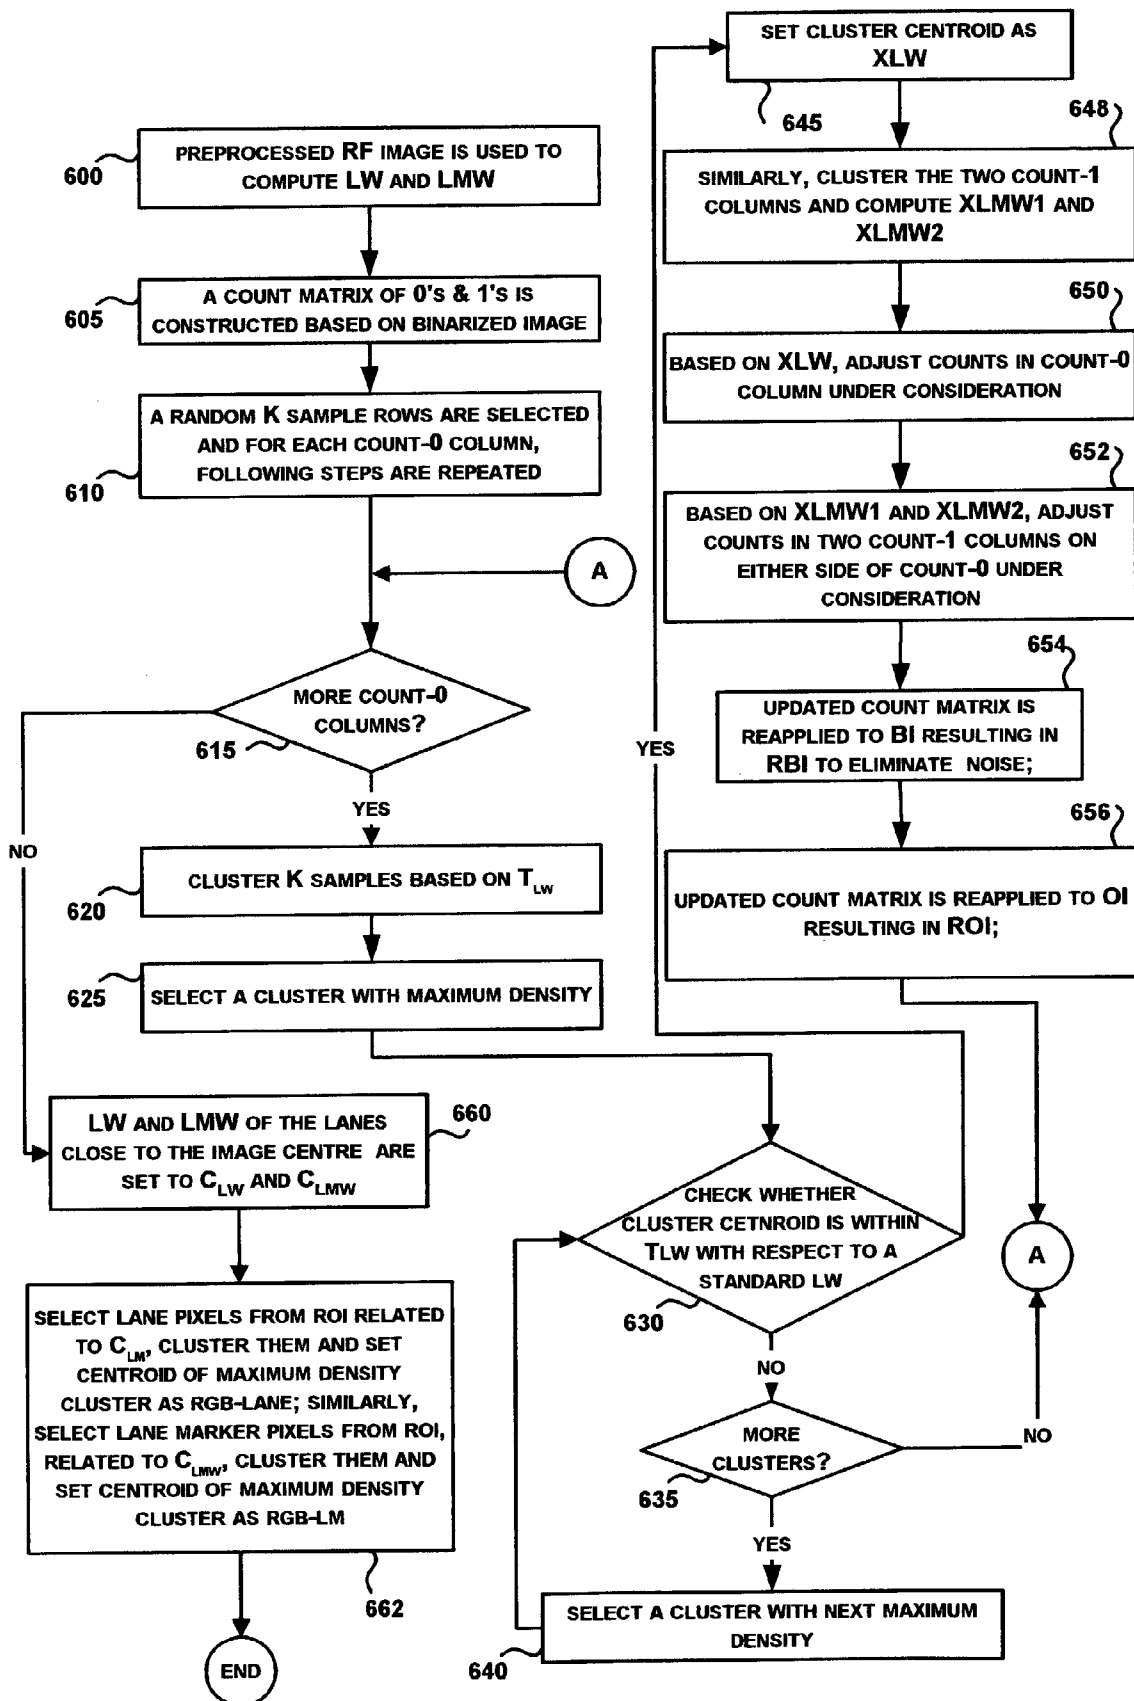 600
PREPROCESSED RF IMAGE IS USED TO
COMPUTE LW AND LMW
605
A COUNT MATRIX OF 0'S & 1'S IS
CONSTRUCTED BASED ON BINARIZED IMAGE
610
A RANDOM K SAMPLE ROWS ARE SELECTED
AND FOR EACH COUNT-0 COLUMN,
FOLLOWING STEPS ARE REPEATED
A
MORE COUNT-0
COLUMNS?
615
YES
NO
CLUSTER K SAMPLES BASED ON T_LW
620
625
SELECT A CLUSTER WITH MAXIMUM DENSITY
LW AND LMW OF THE LANES
CLOSE TO THE IMAGE CENTRE ARE
SET TO C_LW AND C_LMW
660
SELECT LANE PIXELS FROM ROI RELATED
TO C_LM, CLUSTER THEM AND SET
CENTROID OF MAXIMUM DENSITY
CLUSTER AS RGB-LANE; SIMILARLY,
SELECT LANE MARKER PIXELS FROM ROI,
RELATED TO C_LMW, CLUSTER THEM AND
SET CENTROID OF MAXIMUM DENSITY
CLUSTER AS RGB-LM
662
END
SET CLUSTER CENTROID AS
XLW
645
648
SIMILARLY, CLUSTER THE TWO COUNT-1
COLUMNS AND COMPUTE XLMW1 AND
XLMW2
650
BASED ON XLW, ADJUST COUNTS IN COUNT-0
COLUMN UNDER CONSIDERATION
652
BASED ON XLMW1 AND XLMW2, ADJUST
COUNTS IN TWO COUNT-1 COLUMNS ON
EITHER SIDE OF COUNT-0 UNDER
CONSIDERATION
654
UPDATED COUNT MATRIX IS
REAPPLIED TO BI RESULTING IN
RBI TO ELIMINATE NOISE;
YES
656
UPDATED COUNT MATRIX IS REAPPLIED TO OI
RESULTING IN ROI;
CHECK WHETHER
CLUSTER CETNROID IS WITHIN
TLW WITH RESPECT TO A
STANDARD LW
630
A
NO
NO
MORE
CLUSTERS?
635
YES
SELECT A CLUSTER WITH NEXT MAXIMUM
DENSITY
640